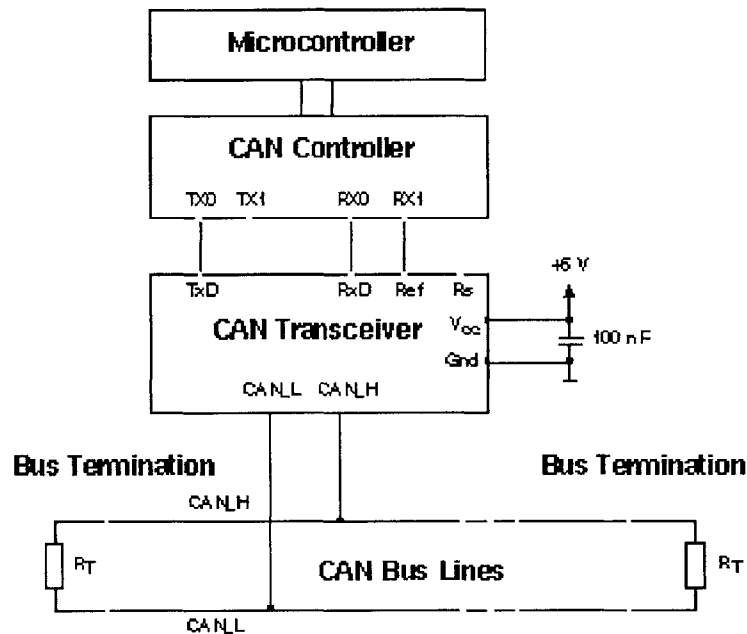 Microcontroller
CAN Controller
TX0 TX1 RX0 RX1
+5 V
TxD RxD Ref Rs
CAN Transceiver
Vcc
100 nF
Gnd
CAN_L CAN_H
Bus Termination
Bus Termination
CAN_H
RT
CAN Bus Lines
RT
CAN_L